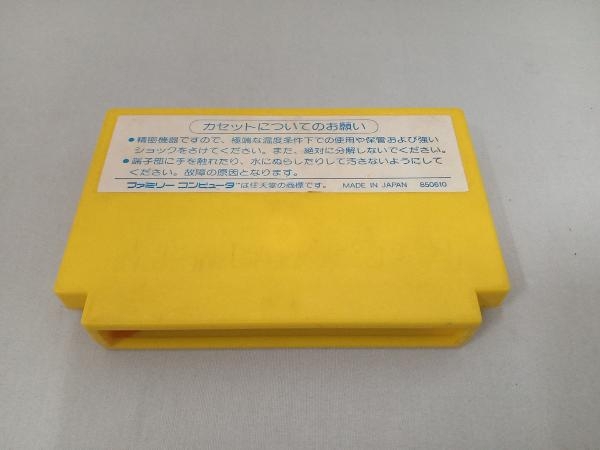 カセットについてのお願い
●精密機器ですので、極端な温度条件下での使用や保管および強い
ショックをさけてください。また、絶対に分解しないでください。
●端子部に手を触れたり、水にぬらしたりして汚さないようにして
ください。故障の原因となります。
ファミリー コンピュータ™は任天堂の商標です。 MADE IN JAPAN 850610